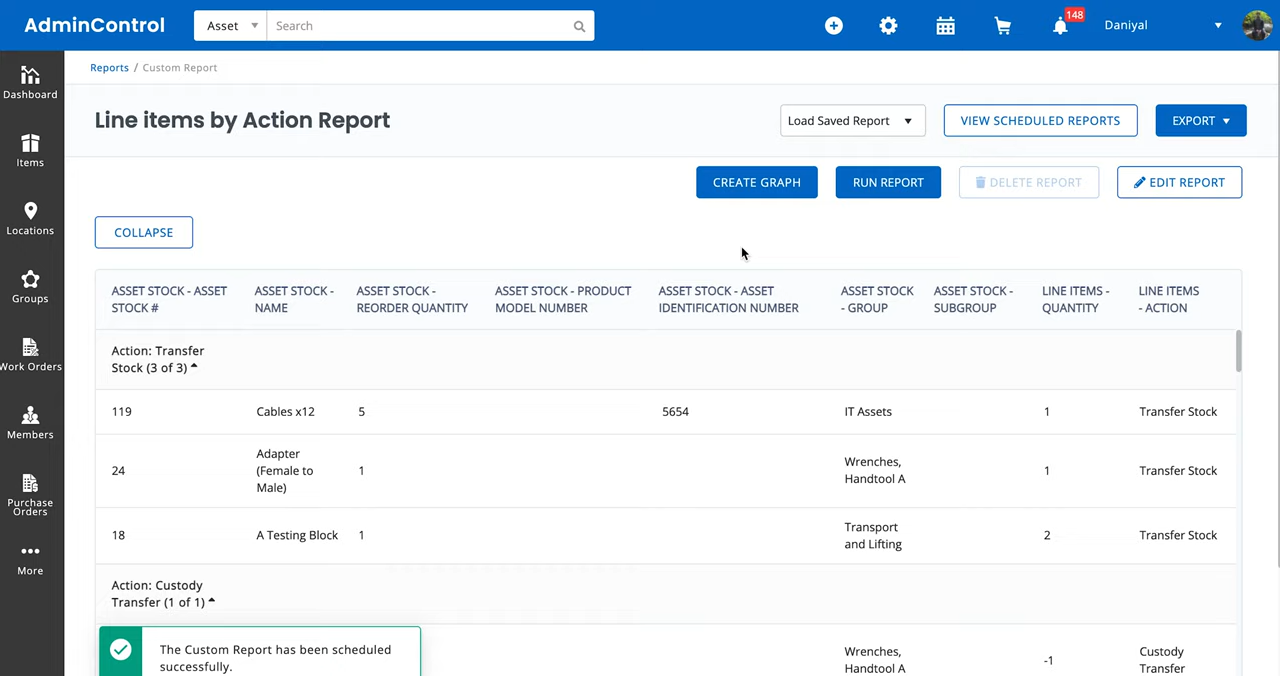 AdminControl
Asset
Search
148
Daniyal
Dashboard
Items
Locations
Groups
Work Orders
Members
Purchase
Orders
More
Reports / Custom Report
Line items by Action Report
Load Saved Report
VIEW SCHEDULED REPORTS
EXPORT
CREATE GRAPH
RUN REPORT
DELETE REPORT
EDIT REPORT
COLLAPSE
ASSET STOCK - ASSET
STOCK #
ASSET STOCK -
NAME
ASSET STOCK -
REORDER QUANTITY
ASSET STOCK - PRODUCT
MODEL NUMBER
ASSET STOCK - ASSET
IDENTIFICATION NUMBER
ASSET STOCK
- GROUP
ASSET STOCK -
SUBGROUP
LINE ITEMS -
QUANTITY
LINE ITEMS
- ACTION
Action: Transfer
Stock (3 of 3)
119 Cables x12 5 5654 IT Assets 1 Transfer Stock
24
Adapter
(Female to
Male)
1
Wrenches,
Handtool A
1
Transfer Stock
18
A Testing Block
1
Transport
and Lifting
2
Transfer Stock
Action: Custody
Transfer (1 of 1)
Wrenches,
Handtool A
-1
Custody
Transfer
The Custom Report has been scheduled
successfully.